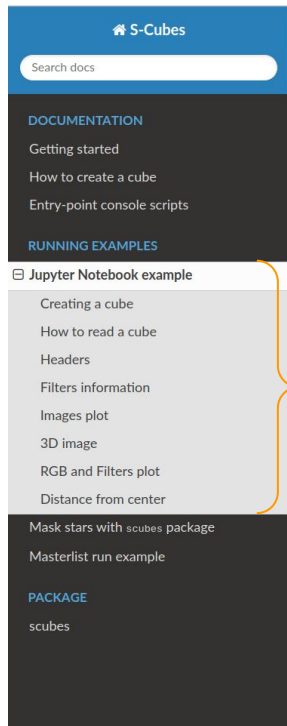 S-Cubes
Search docs
DOCUMENTATION
Getting started
How to create a cube
Entry-point console scripts
RUNNING EXAMPLES
Jupyter Notebook example
Creating a cube
How to read a cube
Headers
Filters information
Images plot
3D image
RGB and Filters plot
Distance from center
Mask stars with scubes package
Masterlist run example
PACKAGE
scubes